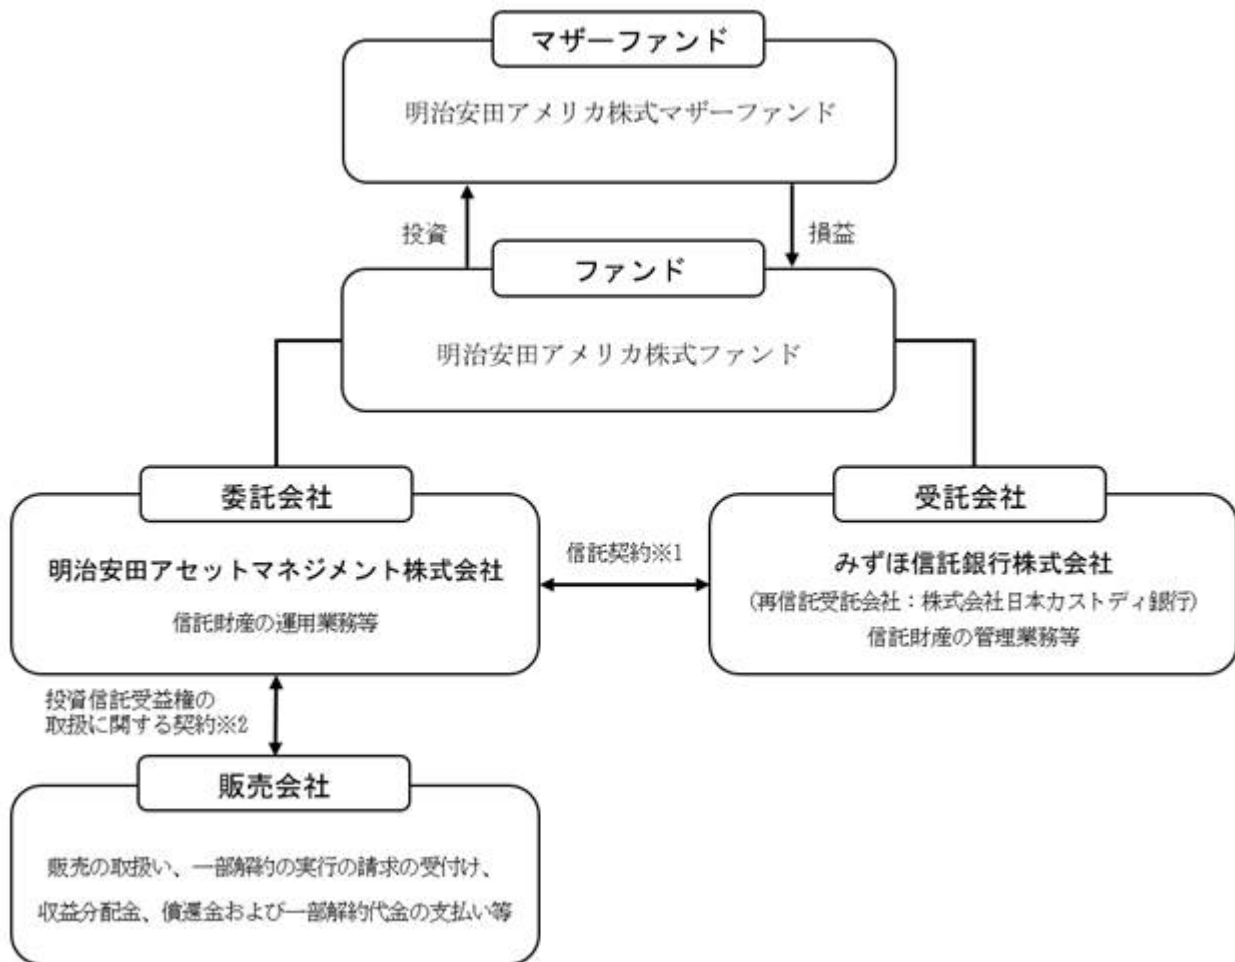 マザーファンド
明治安田アメリカ株式マザーファンド
投資
損益
ファンド
明治安田アメリカ株式ファンド
委託会社
明治安田アセットマネジメント株式会社
信託財産の運用業務等
信託契約※1
受託会社
みずほ信託銀行株式会社
(再信託受託会社：株式会社日本カストディ銀行)
信託財産の管理業務等
投資信託受益権の
取扱に関する契約※2
販売会社
販売の取扱い、一部解約の実行の請求の受付け、
収益分配金、償還金および一部解約代金の支払い等